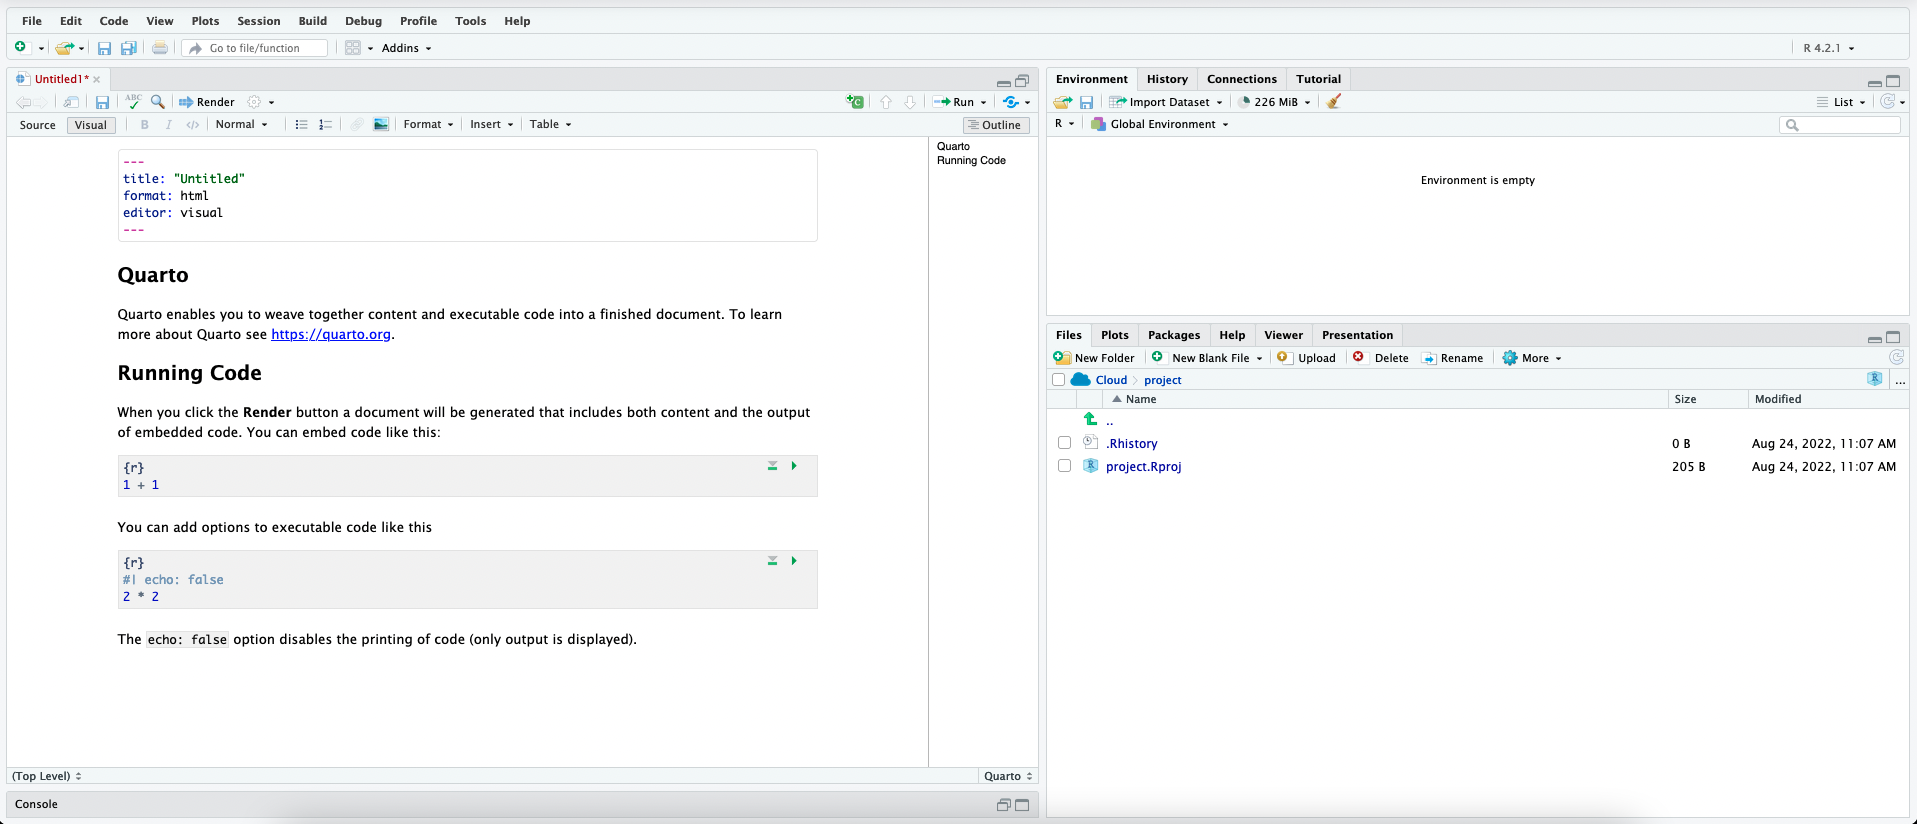 File Edit Code View Plots Session Build Debug Profile Tools Help
Go to file/function Addins R 4.2.1
Untitled1*
ABC Render Run
Source Visual B I </> Normal Format Insert Table Outline
---
title: "Untitled"
format: html
editor: visual
---
Quarto
Quarto enables you to weave together content and executable code into a finished document. To learn
more about Quarto see https://quarto.org.
Running Code
When you click the Render button a document will be generated that includes both content and the output
of embedded code. You can embed code like this:
{r}
1 + 1
You can add options to executable code like this
{r}
#| echo: false
2 * 2
The echo: false option disables the printing of code (only output is displayed).
Quarto
Running Code
(Top Level) Quarto
Console
Environment History Connections Tutorial
Import Dataset 226 MiB List
R Global Environment
Environment is empty
Files Plots Packages Help Viewer Presentation
New Folder New Blank File Upload Delete Rename More
Cloud project R ...
Name Size Modified
..
.Rhistory 0 B Aug 24, 2022, 11:07 AM
project.Rproj 205 B Aug 24, 2022, 11:07 AM